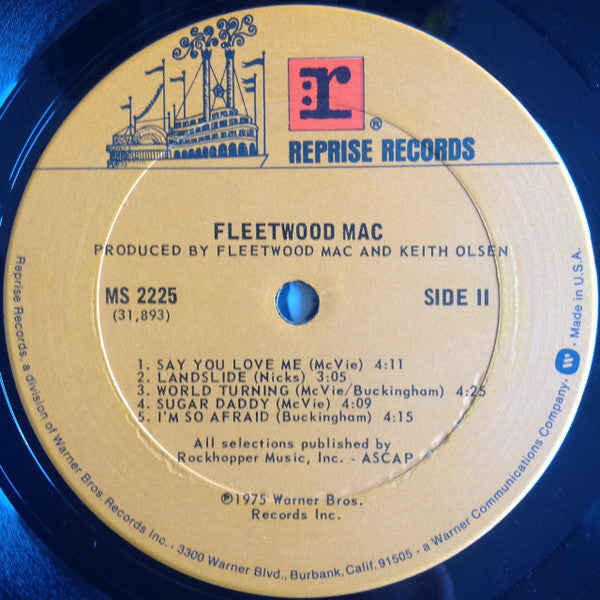 r
®
REPRISE RECORDS
FLEETWOOD MAC
PRODUCED BY FLEETWOOD MAC AND KEITH OLSEN
MS 2225
(31,893)
SIDE II
1. SAY YOU LOVE ME (McVie) 4:11
2. LANDSLIDE (Nicks) 3:05
3. WORLD TURNING (McVie/Buckingham) 4:25
4. SUGAR DADDY (McVie) 4:09
5. I'M SO AFRAID (Buckingham) 4:15
All selections published by
Rockhopper Music, Inc. - ASCAP
℗1975 Warner Bros.
Records Inc.
Reprise Records, a division of Warner Bros. Records Inc. · 3300 Warner Blvd., Burbank, Calif. 91505 · a Warner Communications Company. · W · Made in U.S.A.